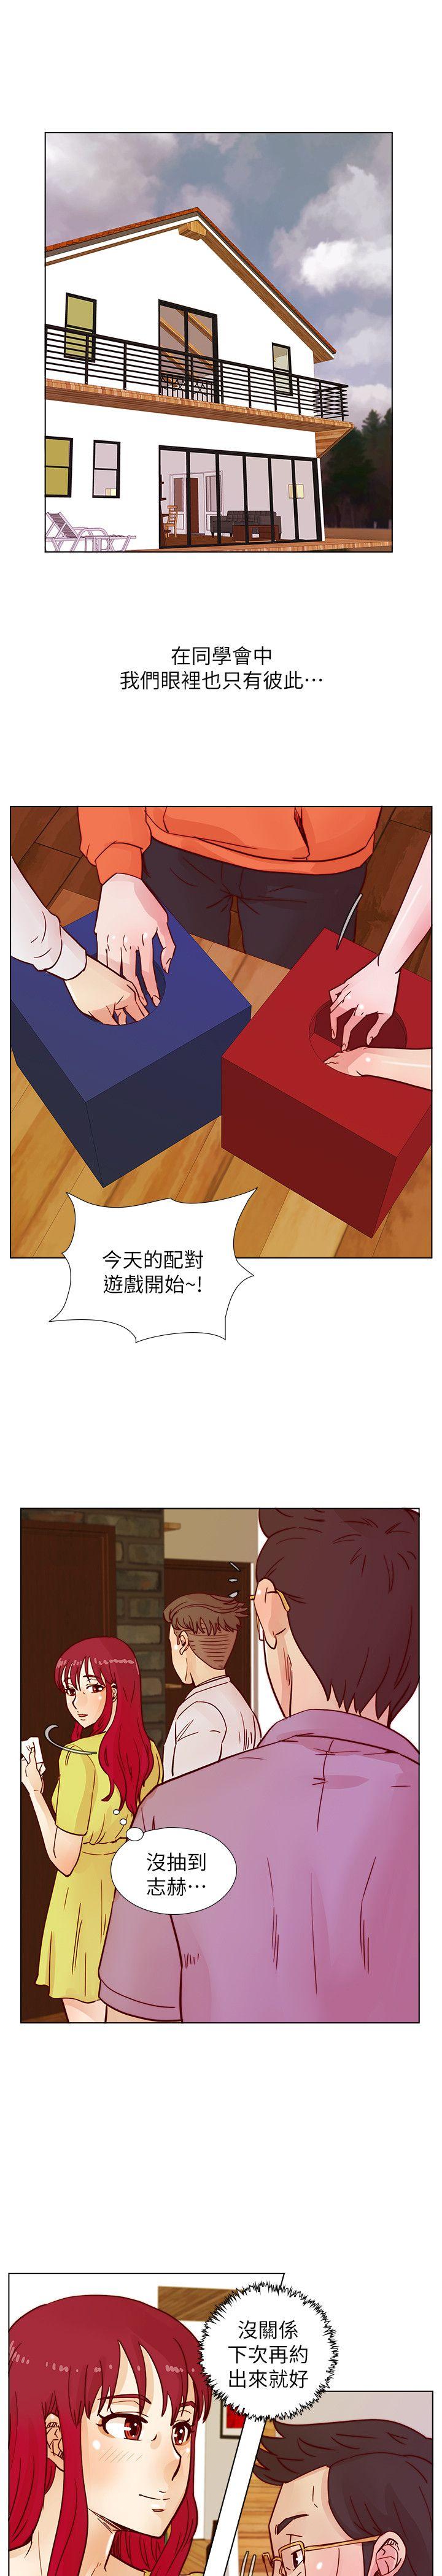 在同學會中
我們眼裡也只有彼此⋯
今天的配對
遊戲開始~!
沒抽到
志赫⋯
沒關係
下次再約
出來就好